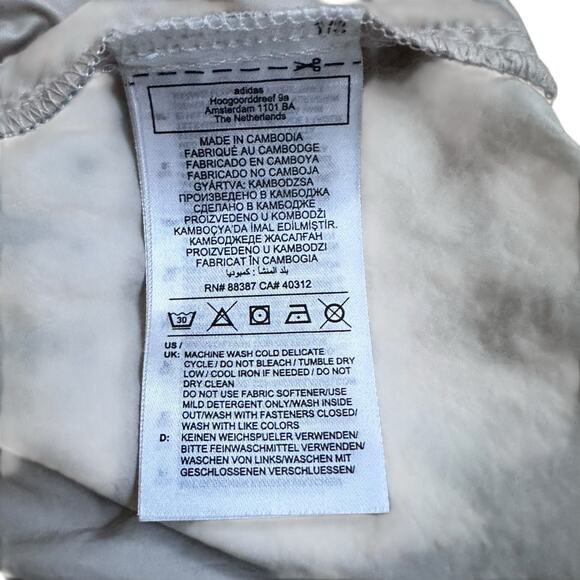 adidas
Hoogoorddreef 9a
Amsterdam 1101 BA
The Netherlands
MADE IN CAMBODIA
FABRIQUÉ AU CAMBODGE
FABRICADO EN CAMBOYA
FABRICADO NO CAMBOJA
GYÁRTVA: KAMBODZSA
ПРОИЗВЕДЕНО В КАМБОДЖА
СДЕЛАНО В КАМБОДЖЕ
PROIZVEDENO U KOMBODŽI
KAMBOÇYA'DA IMAL EDILMIŞTIR.
КАМБОДЖЕДЕ ЖАСАЛҒАН
PROIZVEDENO U KAMBODZI
FABRICAT ÎN CAMBOGIA
بلد المنشأ : كمبوديا
RN# 88387 CA# 40312
30
US /
UK: MACHINE WASH COLD DELICATE
CYCLE / DO NOT BLEACH / TUMBLE DRY
LOW / COOL IRON IF NEEDED / DO NOT
DRY CLEAN
DO NOT USE FABRIC SOFTENER/USE
MILD DETERGENT ONLY/WASH INSIDE
OUT/WASH WITH FASTENERS CLOSED/
WASH WITH LIKE COLORS
D: KEINEN WEICHSPUELER VERWENDEN/
BITTE FEINWASCHMITTEL VERWENDEN/
WASCHEN VON LINKS/WASCHEN MIT
GESCHLOSSENEN VERSCHLUESSEN/